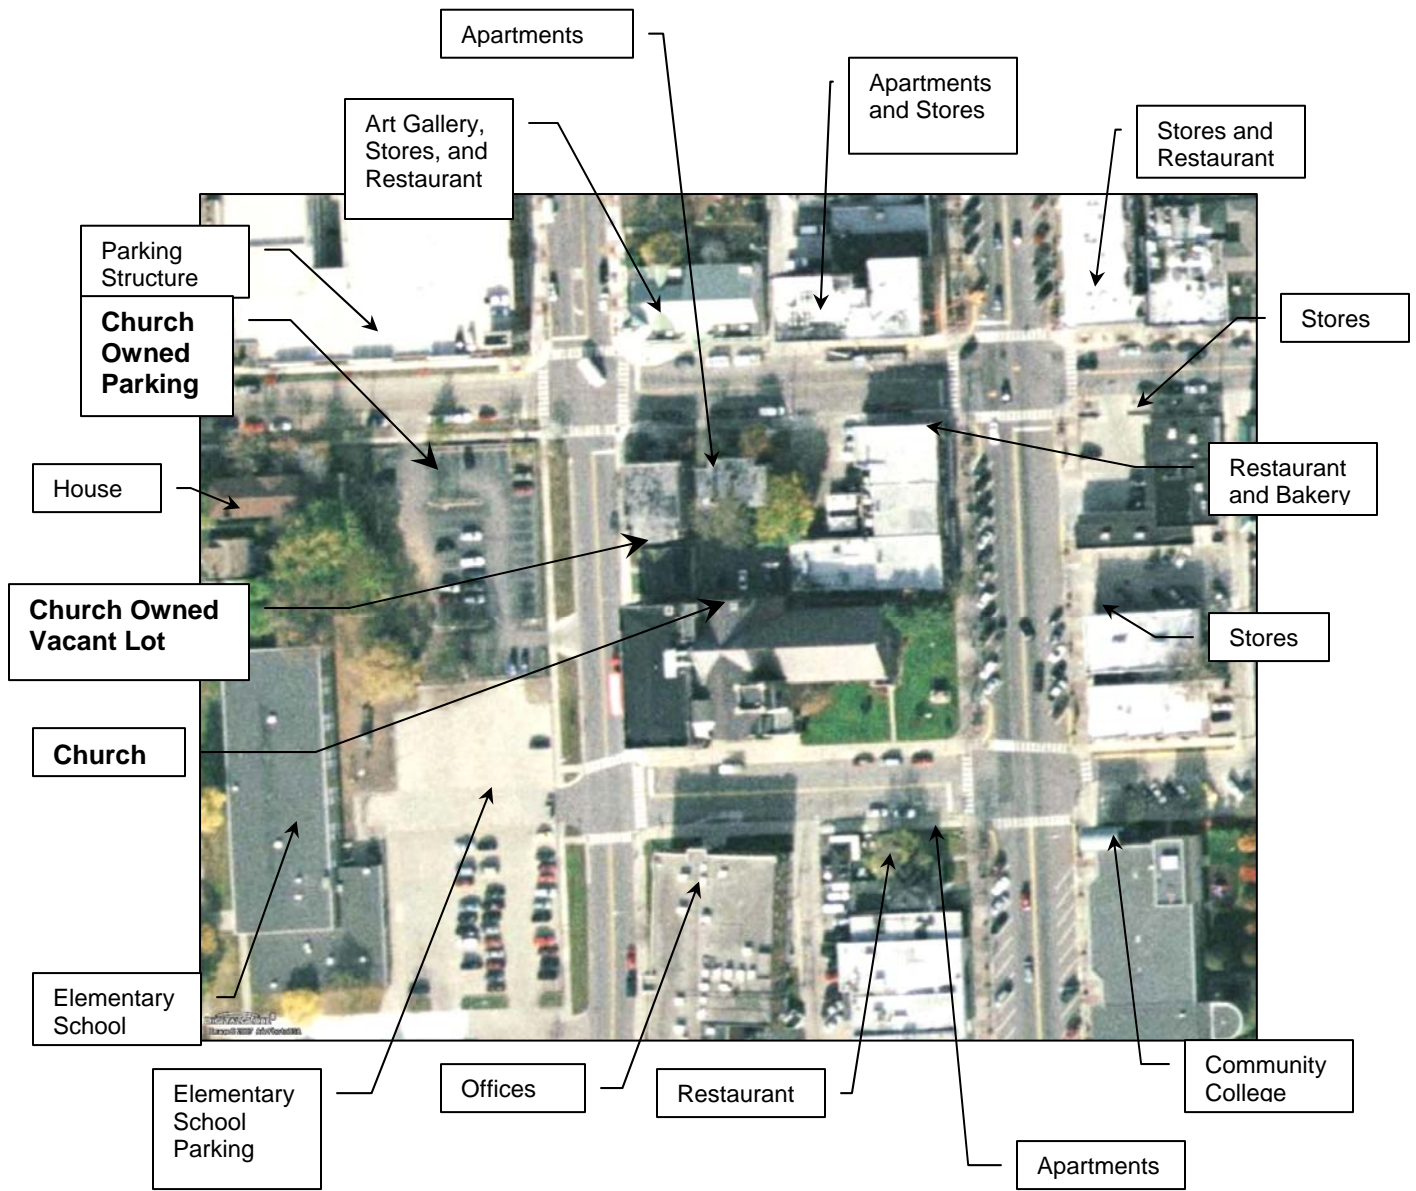 Apartments
Apartments
and Stores
Art Gallery,
Stores, and
Restaurant
Stores and
Restaurant
Parking
Structure
Church
Owned
Parking
Stores
House
Restaurant
and Bakery
Church Owned
Vacant Lot
Stores
Church
Elementary
School
Elementary
School
Parking
Offices
Restaurant
Community
College
Apartments